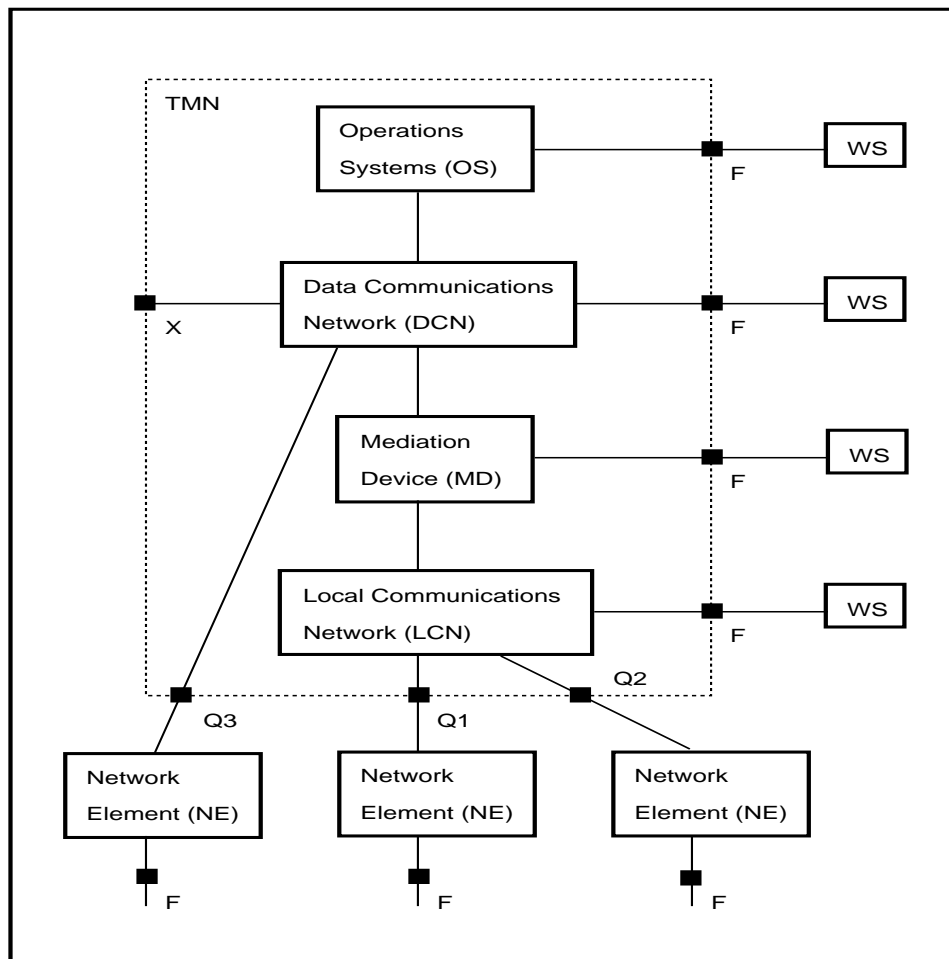 TMN
Operations
Systems (OS)
F
WS
Data Communications
Network (DCN)
X
F
WS
Mediation
Device (MD)
F
WS
Local Communications
Network (LCN)
F
WS
Q3
Q1
Q2
Network
Element (NE)
Network
Element (NE)
Network
Element (NE)
F
F
F